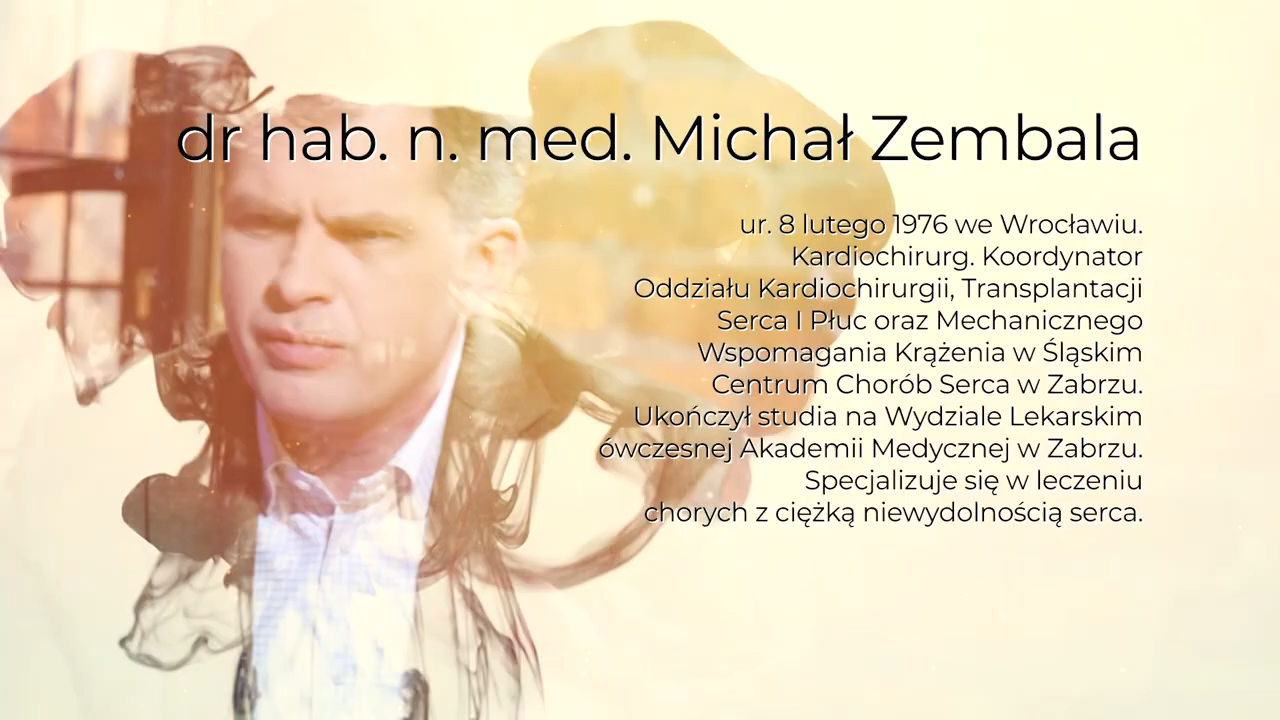 dr hab. n. med. Michał Zembala
ur. 8 lutego 1976 we Wrocławiu.
Kardiochirurg. Koordynator
Oddziału Kardiochirurgii, Transplantacji
Serca I Płuc oraz Mechanicznego
Wspomagania Krążenia w Śląskim
Centrum Chorób Serca w Zabrzu.
Ukończył studia na Wydziale Lekarskim
ówczesnej Akademii Medycznej w Zabrzu.
Specjalizuje się w leczeniu
chorych z ciężką niewydolnością serca.